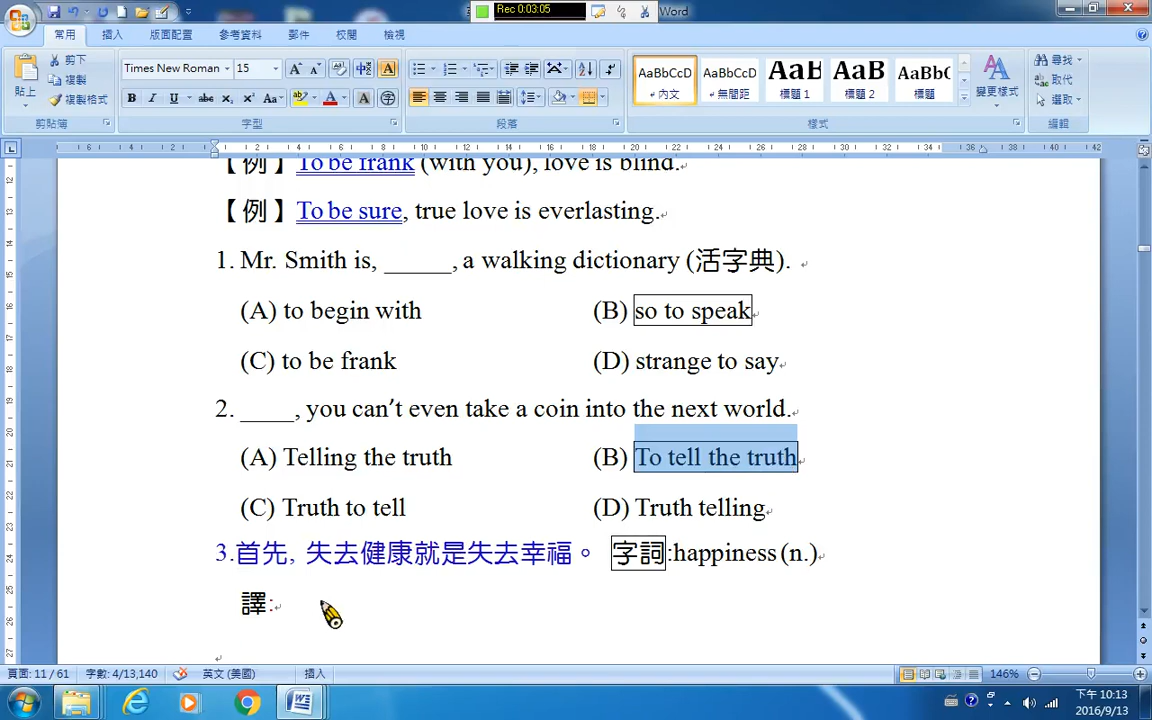 Rec 0:03:05
Word
常用 插入 版面配置 參考資料 郵件 校閱 檢視
貼上
剪下
複製
複製格式
剪貼簿
Times New Roman 15
字型
段落
AaBbCcD
內文
AaBbCcD
無間距
AaB
標題 1
AaB
標題 2
AaBb
標題
變更樣式
樣式
尋找
取代
選取
編輯
【例】To be frank (with you), love is blind.
【例】To be sure, true love is everlasting.
1. Mr. Smith is, _____, a walking dictionary (活字典).
(A) to begin with (B) so to speak
(C) to be frank (D) strange to say
2. ____, you can’t even take a coin into the next world.
(A) Telling the truth (B) To tell the truth
(C) Truth to tell (D) Truth telling
3.首先, 失去健康就是失去幸福。 字詞:happiness (n.)
譯:
頁面: 11 / 61 字數: 4/13,140 英文 (美國) 插入 146%
下午 10:13
2016/9/13